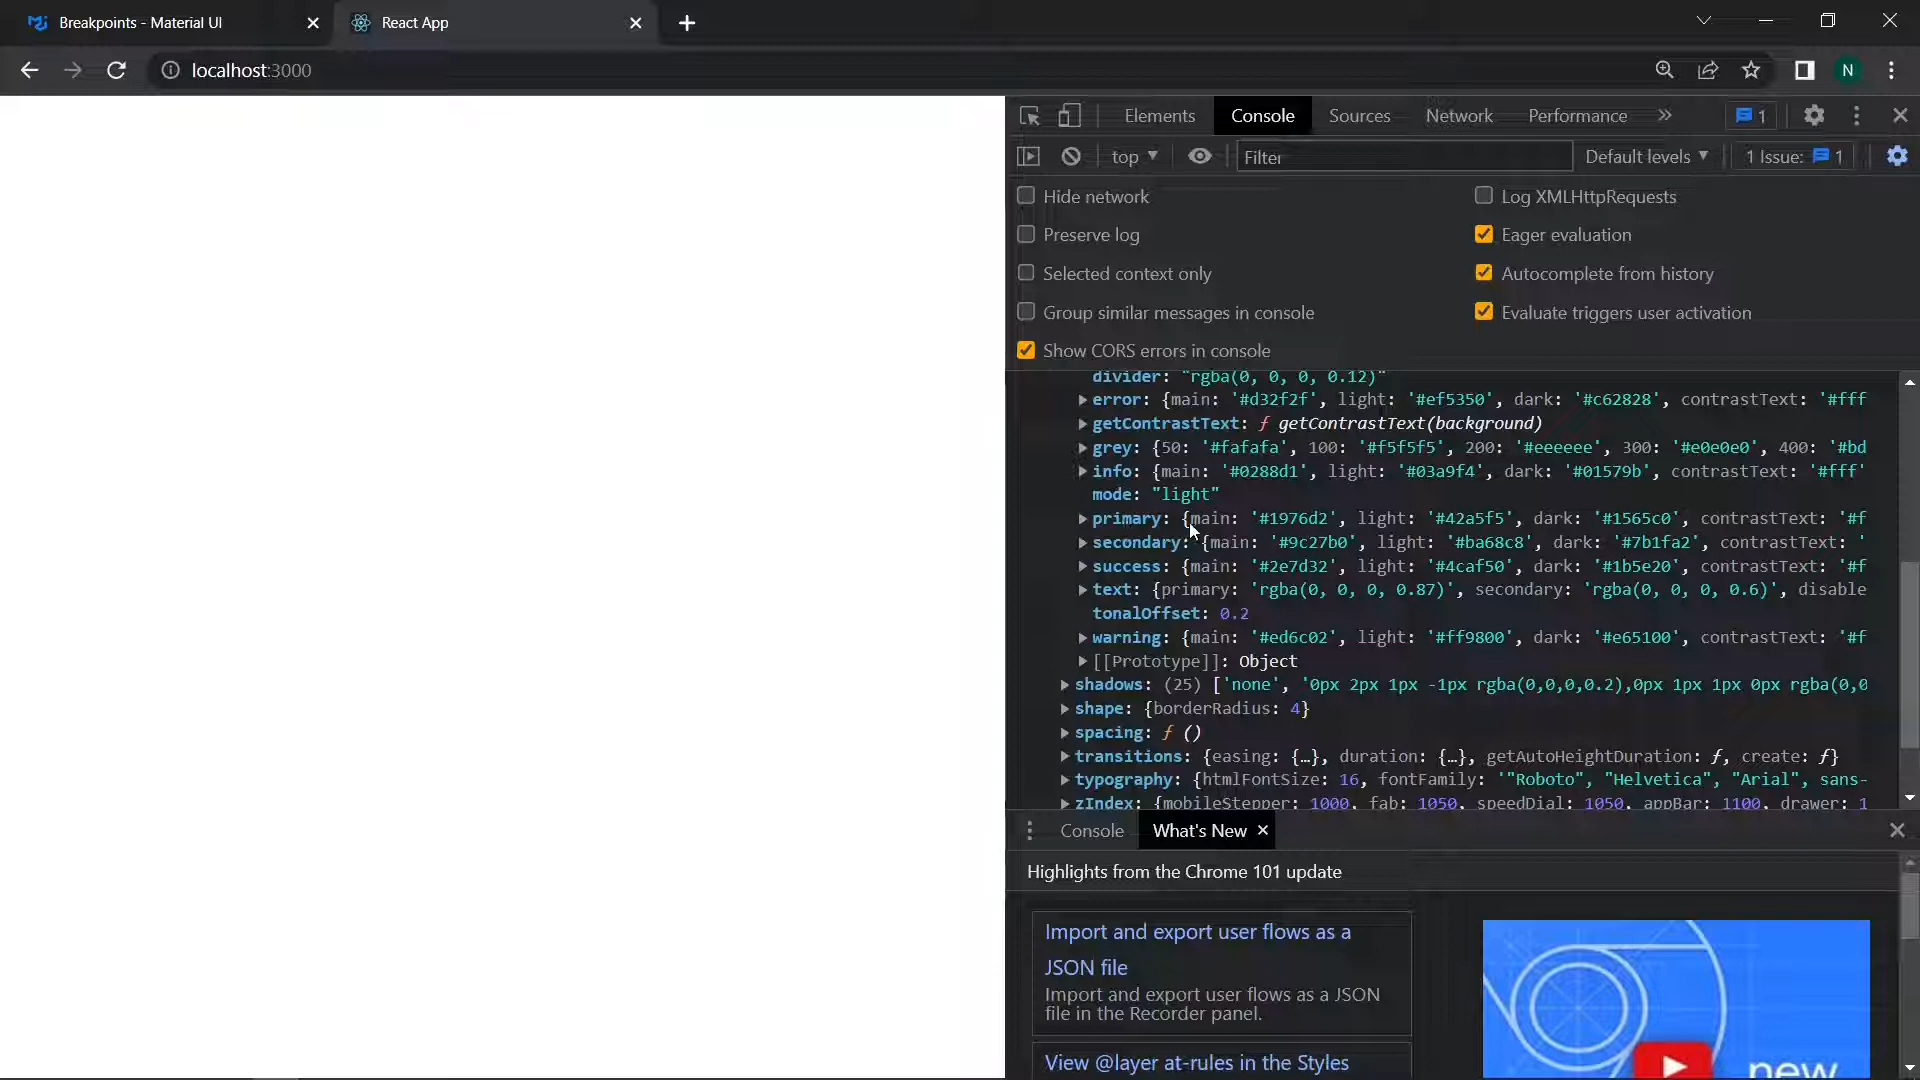 Breakpoints - Material UI
React App
localhost:3000
N
Elements
Console
Sources
Network
Performance
1
top
Filter
Default levels
1 Issue: 1
Hide network
Log XMLHttpRequests
Preserve log
Eager evaluation
Selected context only
Autocomplete from history
Group similar messages in console
Evaluate triggers user activation
Show CORS errors in console
divider: "rgba(0, 0, 0, 0.12)"
error: {main: '#d32f2f', light: '#ef5350', dark: '#c62828', contrastText: '#fff
getContrastText: ƒ getContrastText(background)
grey: {50: '#fafafa', 100: '#f5f5f5', 200: '#eeeeee', 300: '#e0e0e0', 400: '#bd
info: {main: '#0288d1', light: '#03a9f4', dark: '#01579b', contrastText: '#fff'
mode: "light"
primary: {main: '#1976d2', light: '#42a5f5', dark: '#1565c0', contrastText: '#f
secondary: {main: '#9c27b0', light: '#ba68c8', dark: '#7b1fa2', contrastText: '
success: {main: '#2e7d32', light: '#4caf50', dark: '#1b5e20', contrastText: '#f
text: {primary: 'rgba(0, 0, 0, 0.87)', secondary: 'rgba(0, 0, 0, 0.6)', disable
tonalOffset: 0.2
warning: {main: '#ed6c02', light: '#ff9800', dark: '#e65100', contrastText: '#f
[[Prototype]]: Object
shadows: (25) ['none', '0px 2px 1px -1px rgba(0,0,0,0.2),0px 1px 1px 0px rgba(0,0
shape: {borderRadius: 4}
spacing: ƒ ()
transitions: {easing: {…}, duration: {…}, getAutoHeightDuration: ƒ, create: ƒ}
typography: {htmlFontSize: 16, fontFamily: '"Roboto", "Helvetica", "Arial", sans-
zIndex: {mobileStepper: 1000, fab: 1050, speedDial: 1050, appBar: 1100, drawer: 1
Console
What's New
Highlights from the Chrome 101 update
Import and export user flows as a
JSON file
Import and export user flows as a JSON
file in the Recorder panel.
View @layer at-rules in the Styles
new